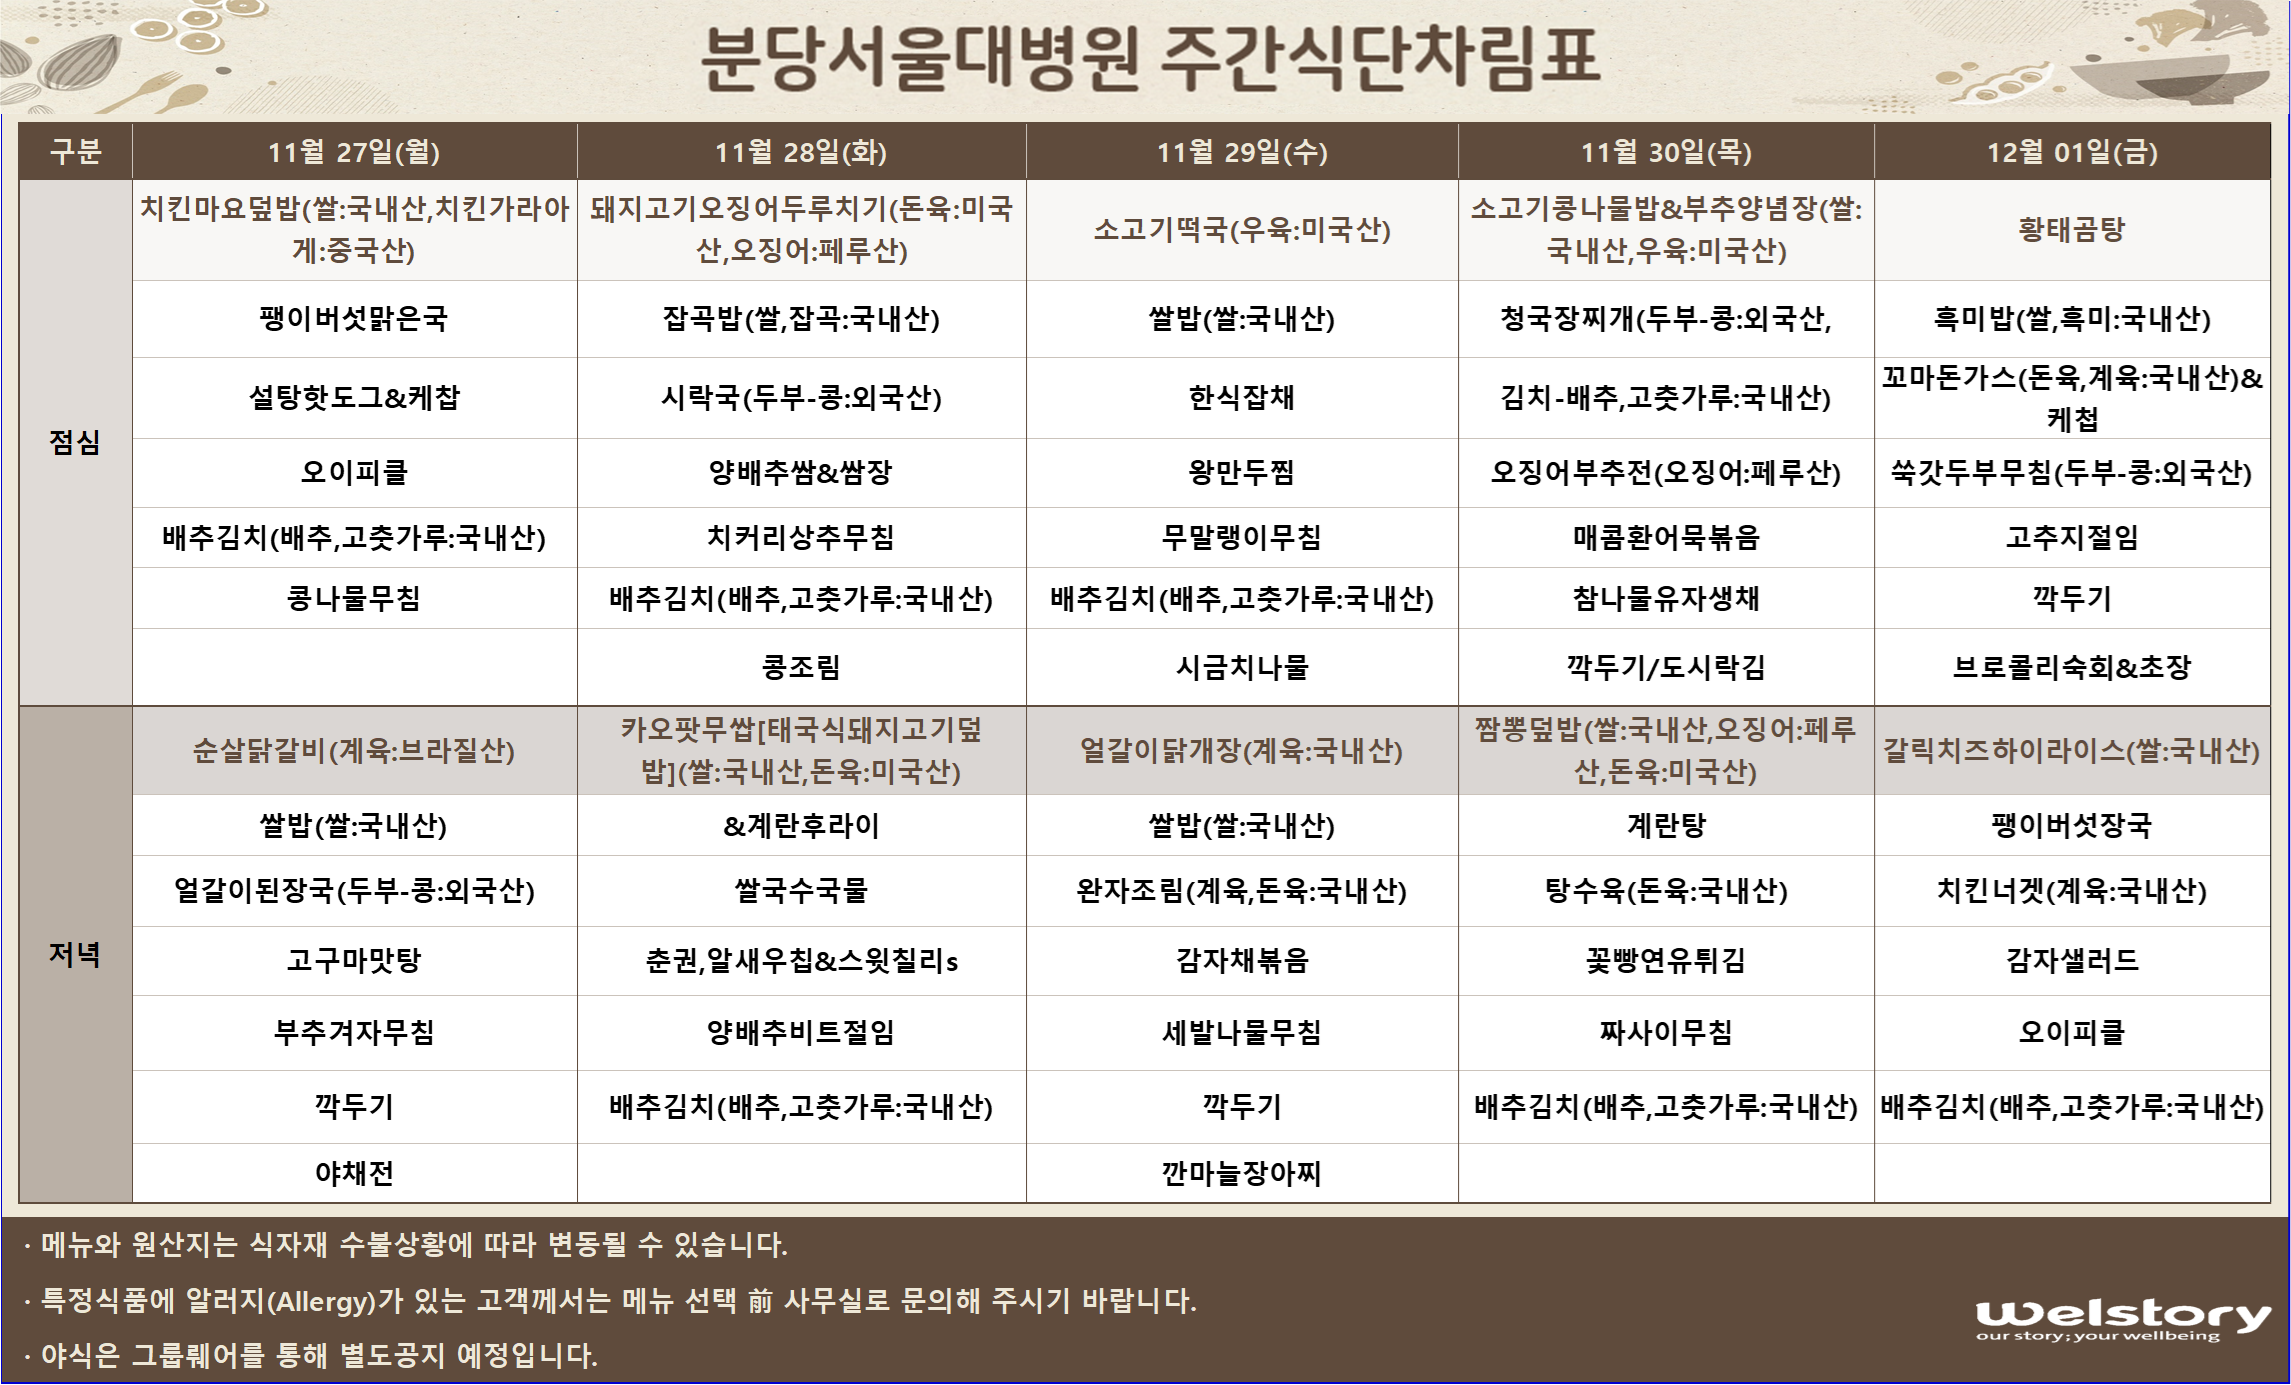 분당서울대병원 주간식단차림표
구분 11월 27일(월) 11월 28일(화) 11월 29일(수) 11월 30일(목) 12월 01일(금)
점심
치킨마요덮밥(쌀:국내산,치킨가라아
게:중국산)
돼지고기오징어두루치기(돈육:미국
산,오징어:페루산)
소고기떡국(우육:미국산)
소고기콩나물밥&부추양념장(쌀:
국내산,우육:미국산)
황태곰탕
팽이버섯맑은국 잡곡밥(쌀,잡곡:국내산) 쌀밥(쌀:국내산) 청국장찌개(두부-콩:외국산, 흑미밥(쌀,흑미:국내산)
설탕핫도그&케찹 시락국(두부-콩:외국산) 한식잡채 김치-배추,고춧가루:국내산) 꼬마돈가스(돈육,계육:국내산)&
케첩
오이피클 양배추쌈&쌈장 왕만두찜 오징어부추전(오징어:페루산) 쑥갓두부무침(두부-콩:외국산)
배추김치(배추,고춧가루:국내산) 치커리상추무침 무말랭이무침 매콤환어묵볶음 고추지절임
콩나물무침 배추김치(배추,고춧가루:국내산) 배추김치(배추,고춧가루:국내산) 참나물유자생채 깍두기
콩조림 시금치나물 깍두기/도시락김 브로콜리숙회&초장
저녁
순살닭갈비(계육:브라질산)
카오팟무쌉[태국식돼지고기덮
밥](쌀:국내산,돈육:미국산)
얼갈이닭개장(계육:국내산)
짬뽕덮밥(쌀:국내산,오징어:페루
산,돈육:미국산)
갈릭치즈하이라이스(쌀:국내산)
쌀밥(쌀:국내산) &계란후라이 쌀밥(쌀:국내산) 계란탕 팽이버섯장국
얼갈이된장국(두부-콩:외국산) 쌀국수국물 완자조림(계육,돈육:국내산) 탕수육(돈육:국내산) 치킨너겟(계육:국내산)
고구마맛탕 춘권,알새우칩&스윗칠리s 감자채볶음 꽃빵연유튀김 감자샐러드
부추겨자무침 양배추비트절임 세발나물무침 짜사이무침 오이피클
깍두기 배추김치(배추,고춧가루:국내산) 깍두기 배추김치(배추,고춧가루:국내산) 배추김치(배추,고춧가루:국내산)
야채전 깐마늘장아찌
· 메뉴와 원산지는 식자재 수불상황에 따라 변동될 수 있습니다.
· 특정식품에 알러지(Allergy)가 있는 고객께서는 메뉴 선택 前 사무실로 문의해 주시기 바랍니다.
· 야식은 그룹웨어를 통해 별도공지 예정입니다.
welstory
our story; your wellbeing